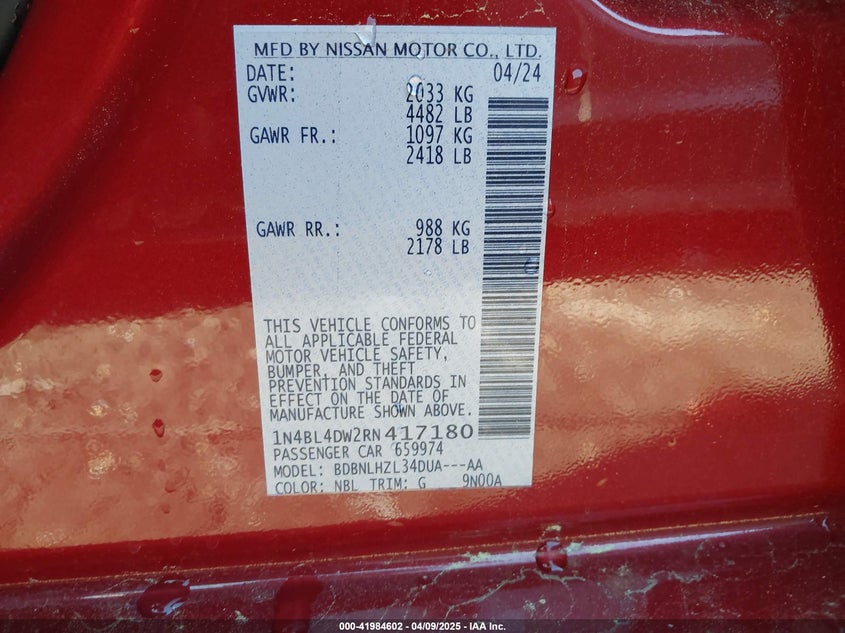 MFD BY NISSAN MOTOR CO., LTD.
DATE: 04/24
GVWR: 2033 KG
4482 LB
GAWR FR.: 1097 KG
2418 LB
GAWR RR.: 988 KG
2178 LB
THIS VEHICLE CONFORMS TO
ALL APPLICABLE FEDERAL
MOTOR VEHICLE SAFETY,
BUMPER, AND THEFT
PREVENTION STANDARDS IN
EFFECT ON THE DATE OF
MANUFACTURE SHOWN ABOVE.
1N4BL4DW2RN417180
PASSENGER CAR 659974
MODEL: BDBNLHZL34DUA---AA
COLOR: NBL TRIM: G 9N00A
000-41984602 - 04/09/2025 - IAA Inc.